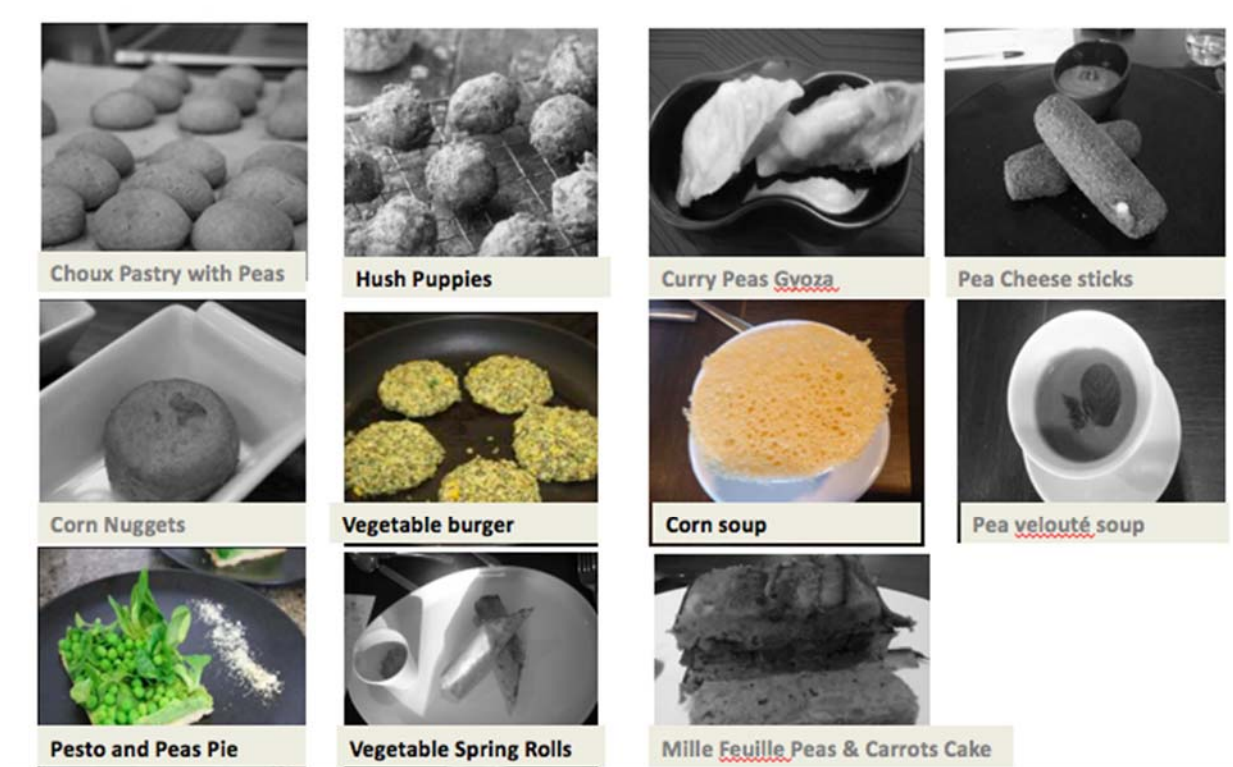 Choux Pastry with Peas
Hush Puppies
Curry Peas Gyoza
Pea Cheese sticks
Corn Nuggets
Vegetable burger
Corn soup
Pea velouté soup
Pesto and Peas Pie
Vegetable Spring Rolls
Mille Feuille Peas & Carrots Cake